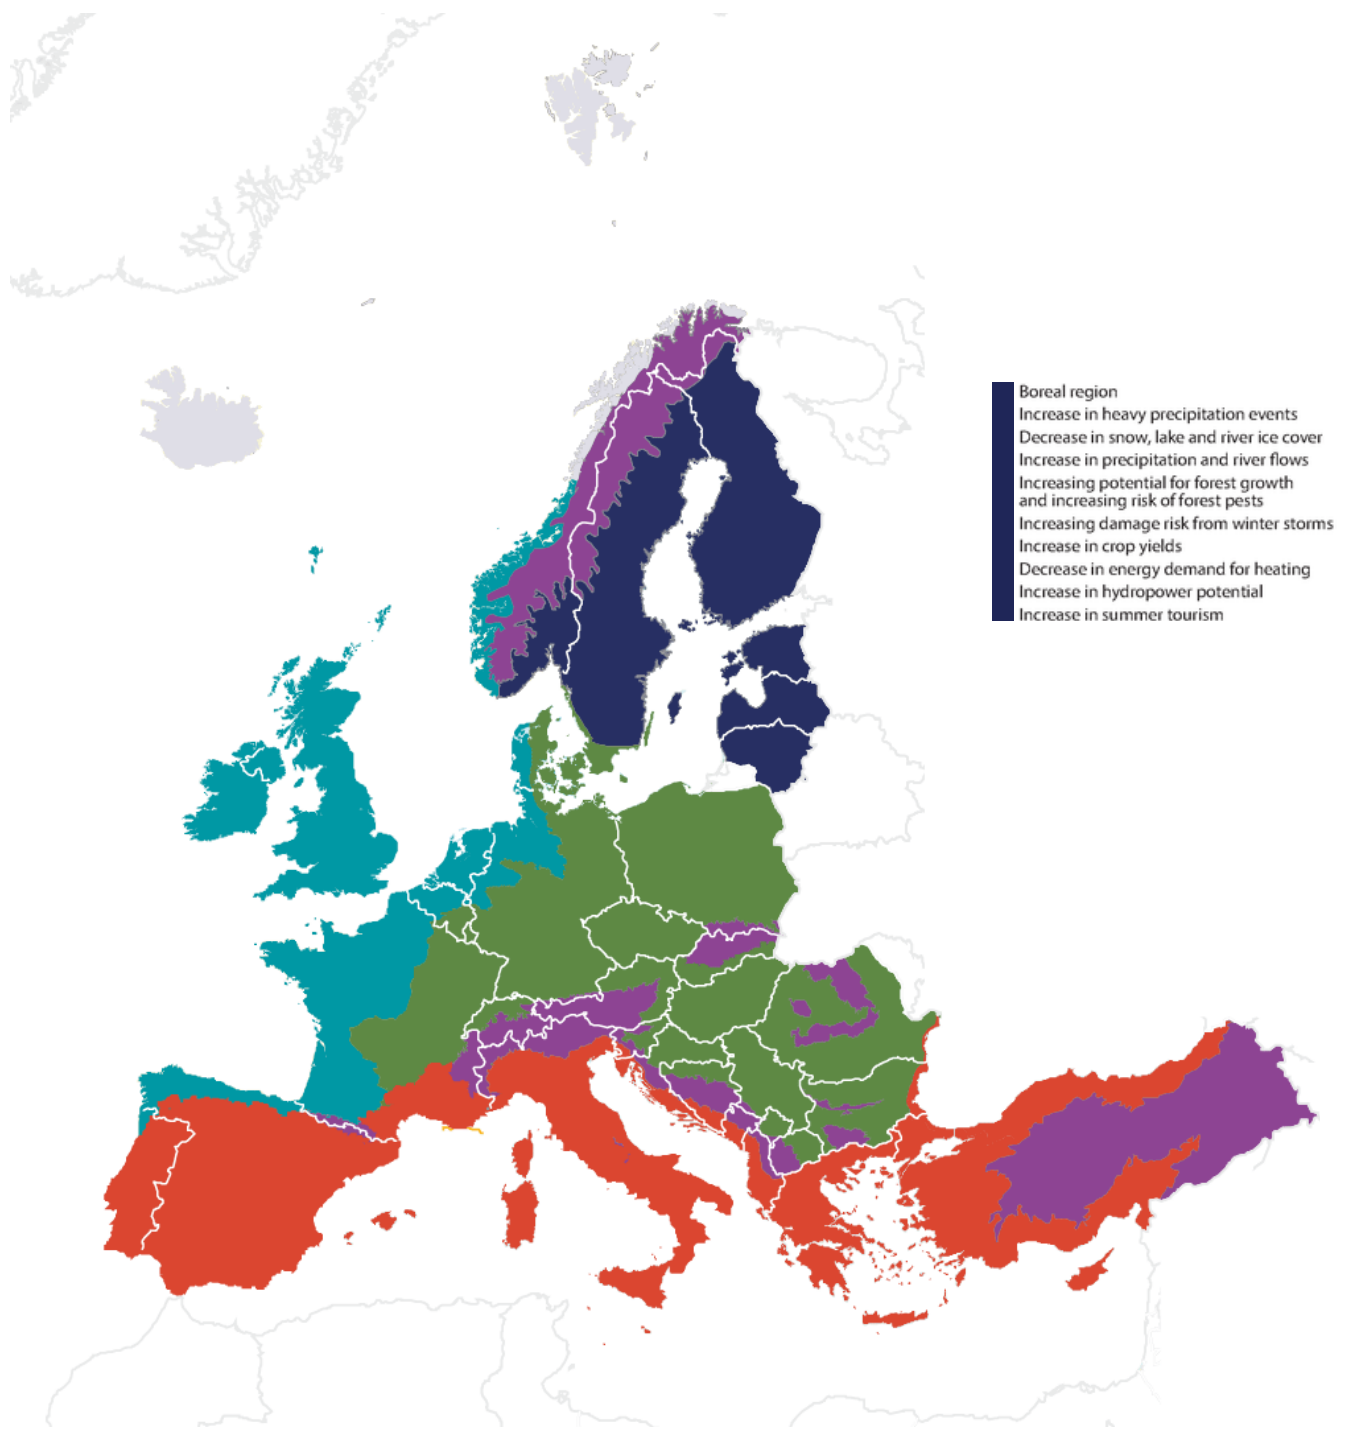 Boreal region
Increase in heavy precipitation events
Decrease in snow, lake and river ice cover
Increase in precipitation and river flows
Increasing potential for forest growth
and increasing risk of forest pests
Increasing damage risk from winter storms
Increase in crop yields
Decrease in energy demand for heating
Increase in hydropower potential
Increase in summer tourism